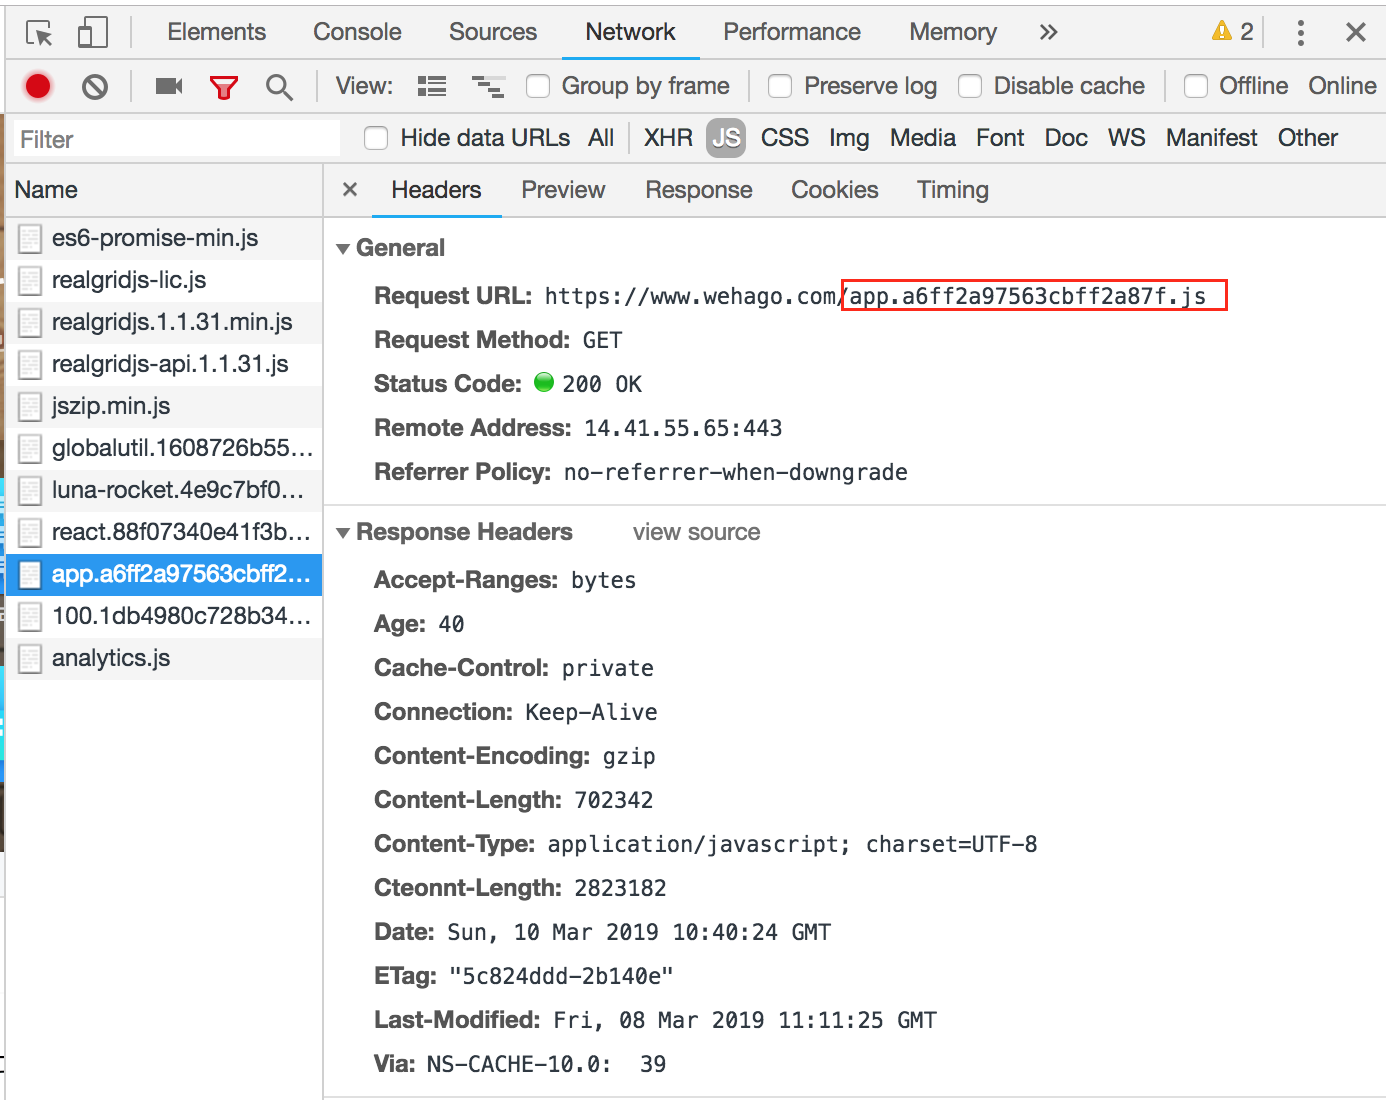 Elements Console Sources Network Performance Memory » 2
View: Group by frame Preserve log Disable cache Offline Online
Filter Hide data URLs All XHR JS CSS Img Media Font Doc WS Manifest Other
Name
Headers Preview Response Cookies Timing
es6-promise-min.js
realgridjs-lic.js
realgridjs.1.1.31.min.js
realgridjs-api.1.1.31.js
jszip.min.js
globalutil.1608726b55...
luna-rocket.4e9c7bf0...
react.88f07340e41f3b...
app.a6ff2a97563cbff2...
100.1db4980c728b34...
analytics.js
General
Request URL: https://www.wehago.com/app.a6ff2a97563cbff2a87f.js
Request Method: GET
Status Code: 200 OK
Remote Address: 14.41.55.65:443
Referrer Policy: no-referrer-when-downgrade
Response Headers view source
Accept-Ranges: bytes
Age: 40
Cache-Control: private
Connection: Keep-Alive
Content-Encoding: gzip
Content-Length: 702342
Content-Type: application/javascript; charset=UTF-8
Cteonnt-Length: 2823182
Date: Sun, 10 Mar 2019 10:40:24 GMT
ETag: "5c824ddd-2b140e"
Last-Modified: Fri, 08 Mar 2019 11:11:25 GMT
Via: NS-CACHE-10.0: 39